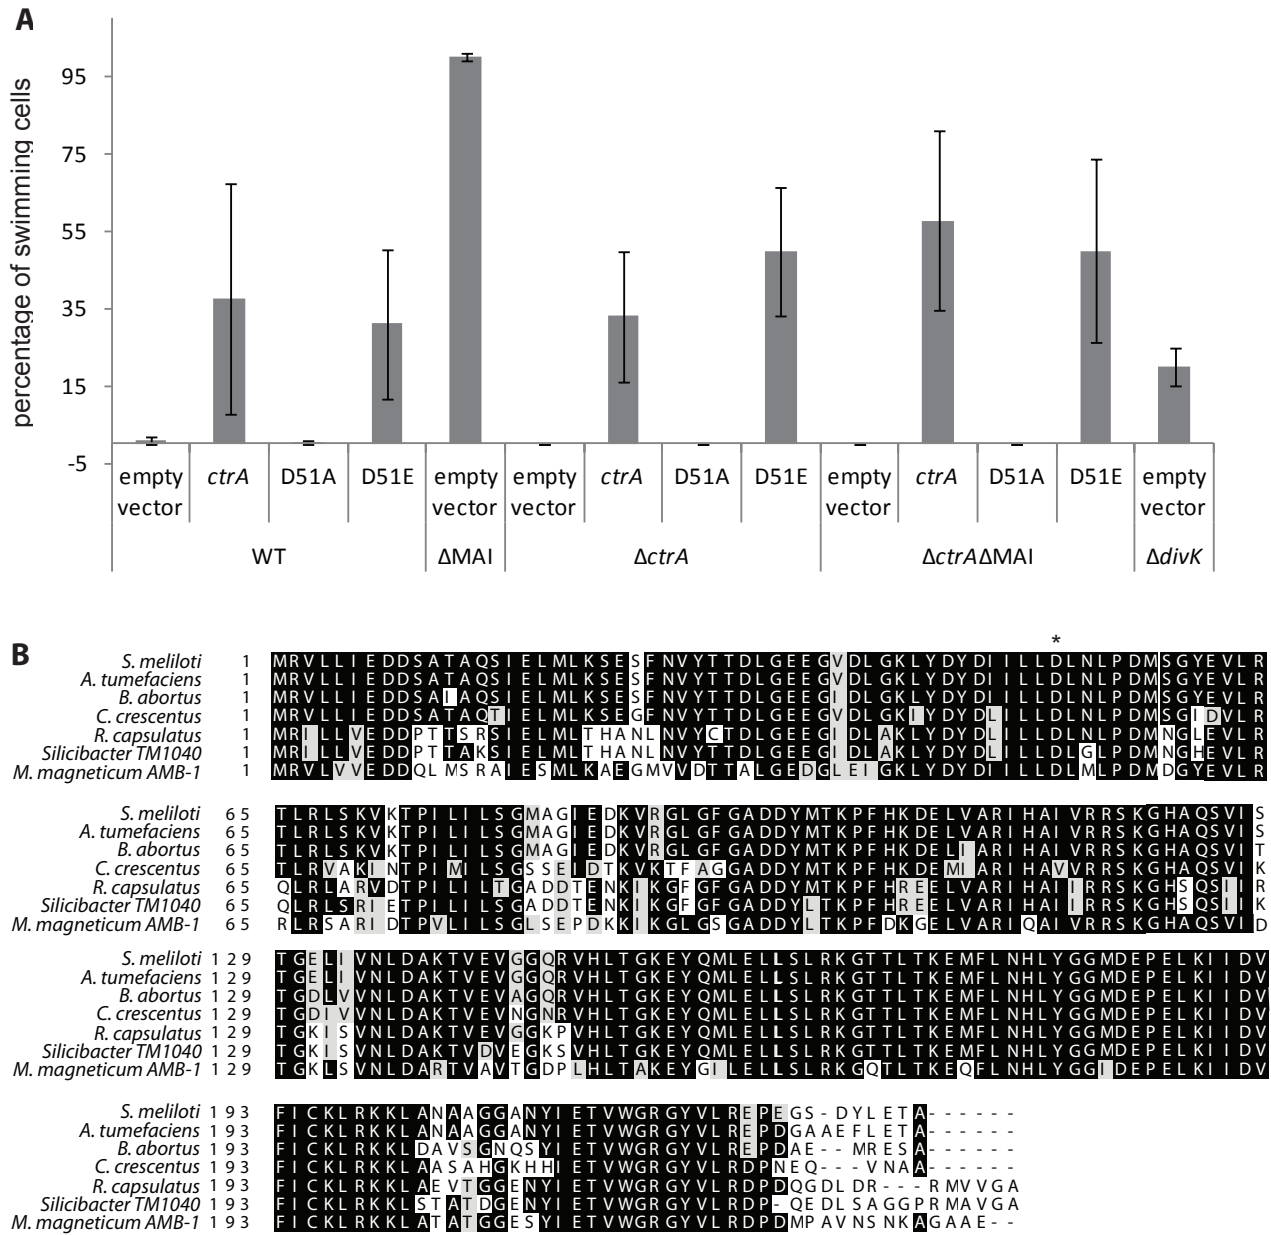 A
percentage of swimming cells
95
75
55
35
15
-5
empty vector ctrA D51A D51E empty vector empty vector ctrA D51A D51E empty vector ctrA D51A D51E empty vector
WT ΔMAI ΔctrA ΔctrAΔMAI ΔdivK
B
*
S. meliloti 1 MRVLLIEDDSATAQSIELMLKSESFNVYTTDLGEEGVDLGKLYDYDIILLDLNLPDMSGYEVLR
A. tumefaciens 1 MRVLLIEDDSATAQSIELMLKSESFNVYTTDLGEEGVDLGKLYDYDIILLDLNLPDMSGYEVLR
B. abortus 1 MRVLLIEDDSAIAQSIELMLKSESFNVYTTDLGEEGIDLGKLYDYDIILLDLNLPDMSGYEVLR
C. crescentus 1 MRVLLIEDDSATAQTIELMLKSEGFNVYTTDLGEEGVDLGKIYDYDLILLDLNLPDMSGIDVLR
R. capsulatus 1 MRILLVEDDPTTSRSIELMLTHANLNVYCTDLGEEGIDLAKLYDYDLILLDLNLPDMNGLEVLR
Silicibacter TM1040 1 MRILLVEDDPTTAKSIELMLTHANLNVYTTDLGEEGIDLAKLYDYDLILLDLGLPDMNGHEVLR
M. magneticum AMB-1 1 MRVLVVEDDQLMSRAIESMLKAEGMVVDTTALGEDGLEIGKLYDYDIILLDLMLPDMDGYEVLR
S. meliloti 65 TLRLSKVKTPILILSGMAGIEDKVRGLGFGADDYMTKPFHKDELVARIHAIVRRSKGHAQSVIS
A. tumefaciens 65 TLRLSKVKTPILILSGMAGIEDKVRGLGFGADDYMTKPFHKDELVARIHAIVRRSKGHAQSVIS
B. abortus 65 TLRLSKVKTPILILSGMAGIEDKVRGLGFGADDYMTKPFHKDELIARIHAIVRRSKGHAQSVIT
C. crescentus 65 TLRVAKINTPIMILSGSSEIDTKVKTFAGGADDYMTKPFHKDEMIARIHAVVRRSKGHAQSVIK
R. capsulatus 65 QLRLARVDTPILILTGADDTENKIKGFGFGADDYMTKPFHREELVARIHAIIRRSKGHSQSIIR
Silicibacter TM1040 65 QLRLSRIETPILILSGADDTENKIKGFGFGADDYLTKPFHREELVARIHAIIRRSKGHSQSIIK
M. magneticum AMB-1 65 RLRSARIDTPVLILSGLSEPDKKIKGLGSGADDYLTKPFDKGELVARIQAIVRRSKGHAQSVID
S. meliloti 129 TGELIVNLDAKTVEVGGQRVHLTGKEYQMLELLSLRKGTTLTKEMFLNHLYGGMDEPELKIIDV
A. tumefaciens 129 TGELIVNLDAKTVEVGGQRVHLTGKEYQMLELLSLRKGTTLTKEMFLNHLYGGMDEPELKIIDV
B. abortus 129 TGDLVVNLDAKTVEVAGQRVHLTGKEYQMLELLSLRKGTTLTKEMFLNHLYGGMDEPELKIIDV
C. crescentus 129 TGDIVVNLDAKTVEVNGNRVHLTGKEYQMLELLSLRKGTTLTKEMFLNHLYGGMDEPELKIIDV
R. capsulatus 129 TGKISVNLDAKTVEVGGKPVHLTGKEYQMLELLSLRKGTTLTKEMFLNHLYGGMDEPELKIIDV
Silicibacter TM1040 129 TGKISVNLDAKTVDVEGKSVHLTGKEYQMLELLSLRKGTTLTKEMFLNHLYGGMDEPELKIIDV
M. magneticum AMB-1 129 TGKLSVNLDARTVAVTGDPLHLTAKEYGILELLSLRKGQTLTKEQFLNHLYGGIDEPELKIIDV
S. meliloti 193 FICKLRKKLANAAGGANYIETVWGRGYVLREPEGS-DYLETA------
A. tumefaciens 193 FICKLRKKLANAAGGANYIETVWGRGYVLREPDGAAEFLETA------
B. abortus 193 FICKLRKKLDAVSGNQSYIETVWGRGYVLREPDAE--MRESA------
C. crescentus 193 FICKLRKKLAASAHGKHHIETVWGRGYVLRDPNEQ---VNAA------
R. capsulatus 193 FICKLRKKLAEVTGGENYIETVWGRGYVLRDPDQGDLDR---RMVVGA
Silicibacter TM1040 193 FICKLRKKLSTATDGENYIETVWGRGYVLRDP-QEDLSAGGPRMAVGA
M. magneticum AMB-1 193 FICKLRKKLATATGGESYIETVWGRGYVLRDPDMPAVNSNKAGAAE--